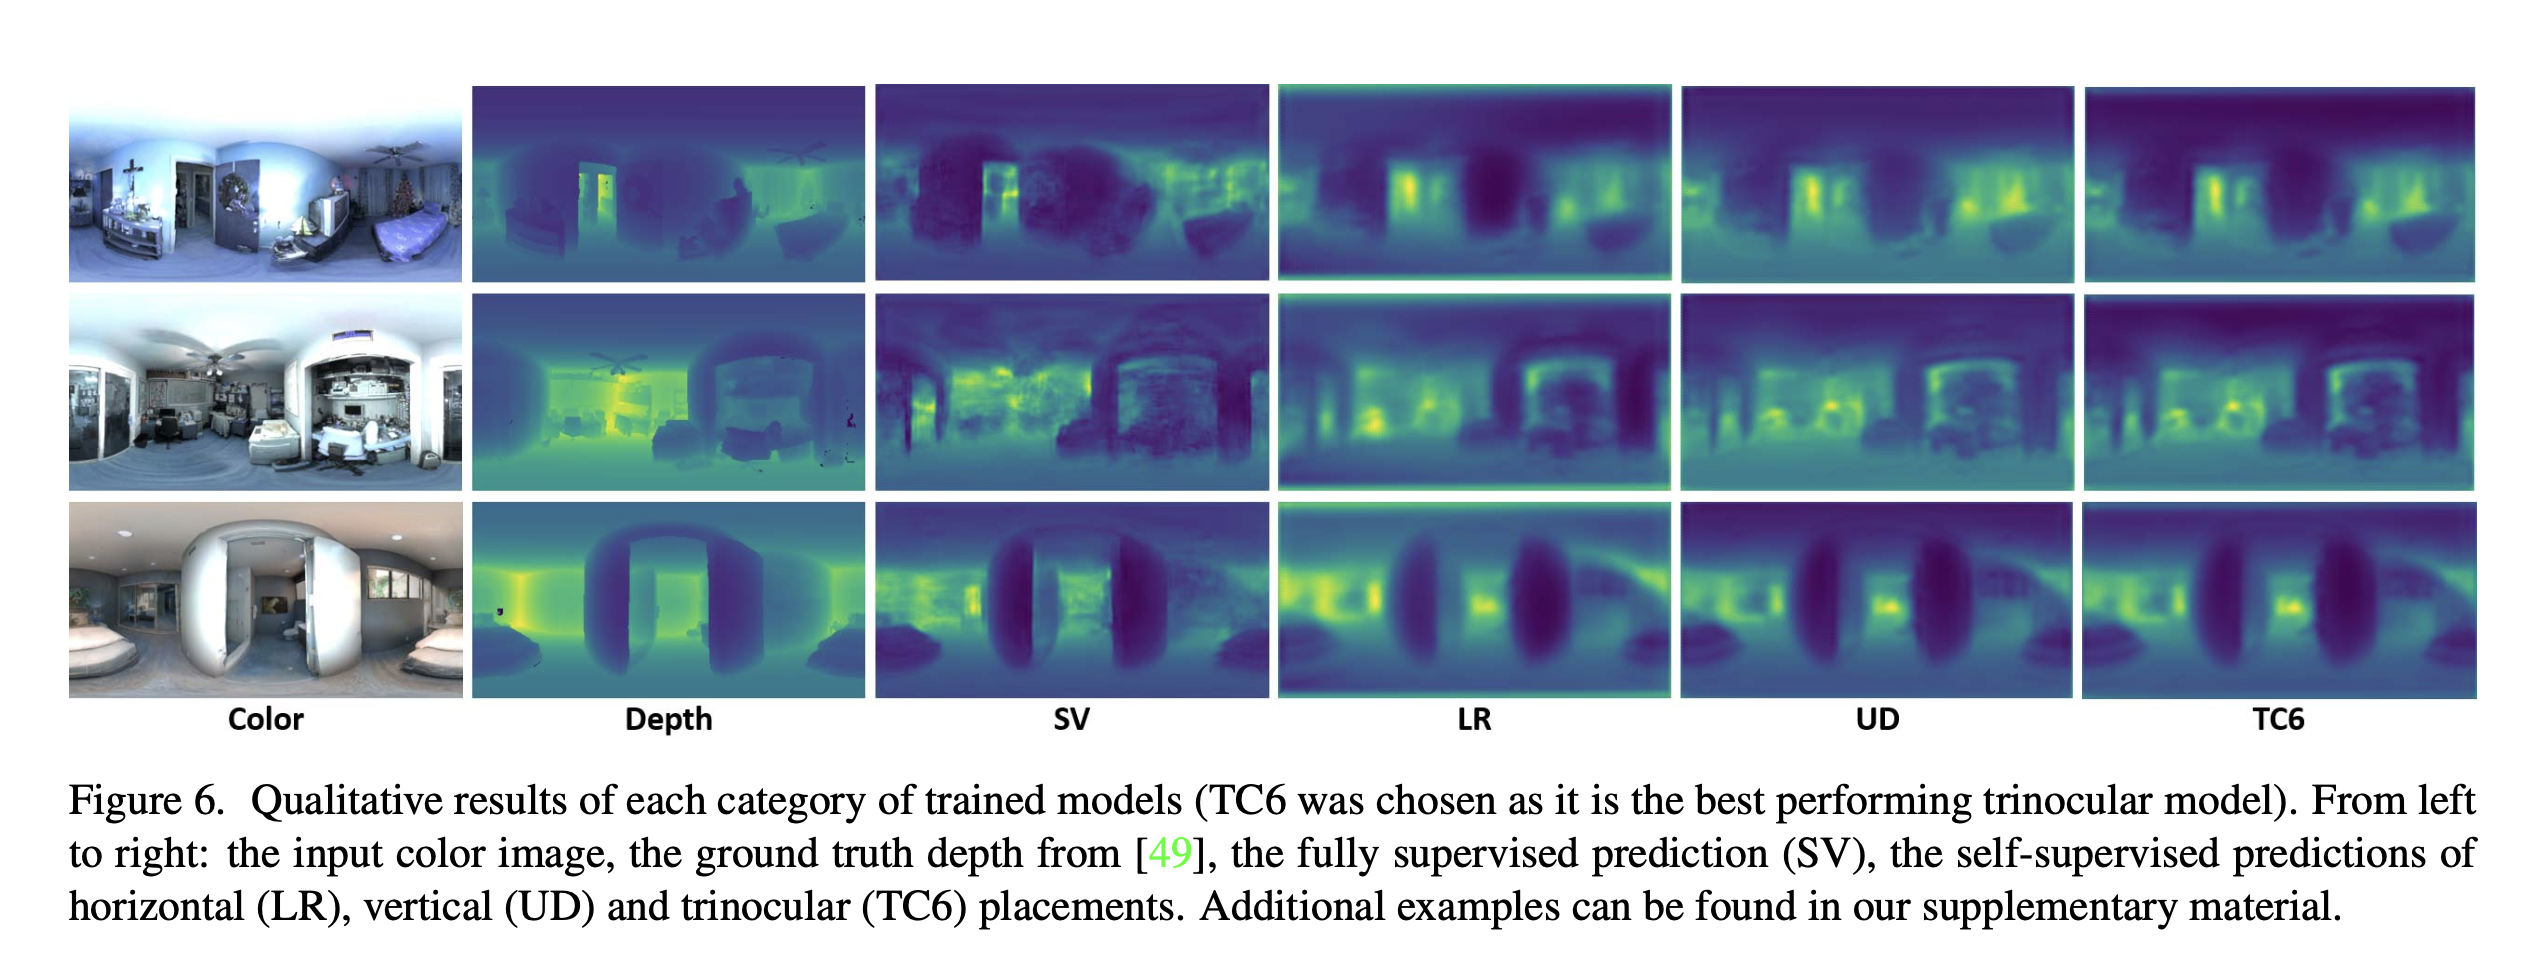 Color Depth SV LR UD TC6
Figure 6. Qualitative results of each category of trained models (TC6 was chosen as it is the best performing trinocular model). From left
to right: the input color image, the ground truth depth from [49], the fully supervised prediction (SV), the self-supervised predictions of
horizontal (LR), vertical (UD) and trinocular (TC6) placements. Additional examples can be found in our supplementary material.